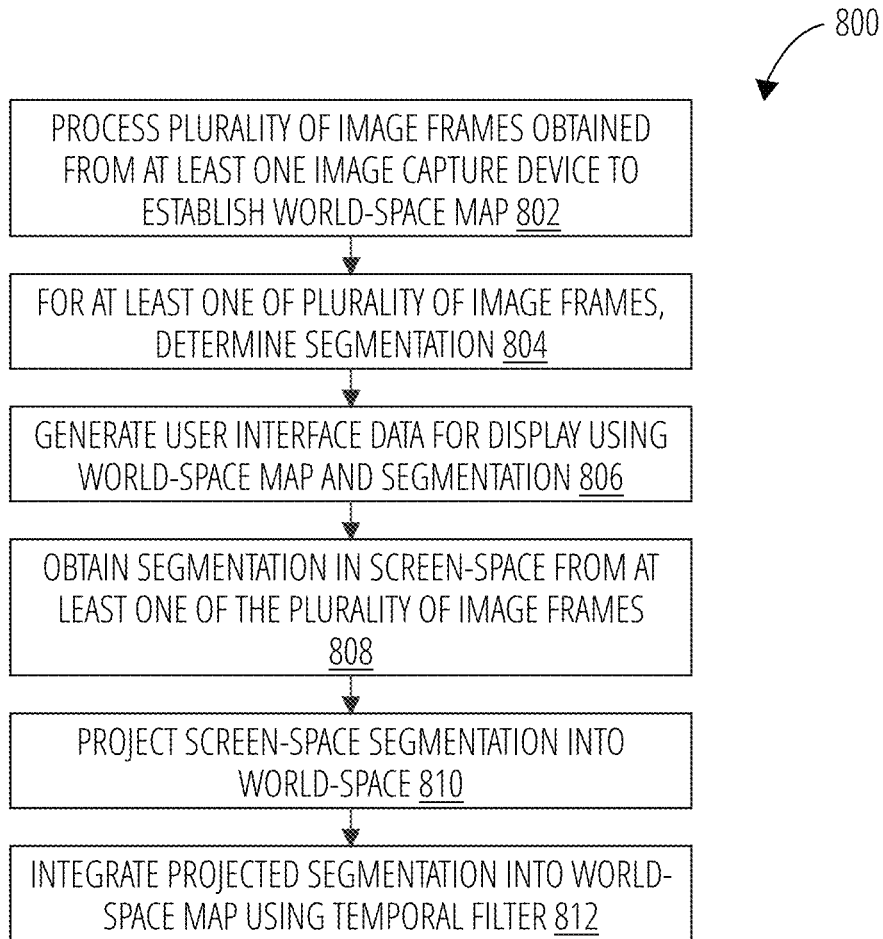 800
PROCESS PLURALITY OF IMAGE FRAMES OBTAINED
FROM AT LEAST ONE IMAGE CAPTURE DEVICE TO
ESTABLISH WORLD-SPACE MAP 802
FOR AT LEAST ONE OF PLURALITY OF IMAGE FRAMES,
DETERMINE SEGMENTATION 804
GENERATE USER INTERFACE DATA FOR DISPLAY USING
WORLD-SPACE MAP AND SEGMENTATION 806
OBTAIN SEGMENTATION IN SCREEN-SPACE FROM AT
LEAST ONE OF THE PLURALITY OF IMAGE FRAMES
808
PROJECT SCREEN-SPACE SEGMENTATION INTO
WORLD-SPACE 810
INTEGRATE PROJECTED SEGMENTATION INTO WORLD-
SPACE MAP USING TEMPORAL FILTER 812